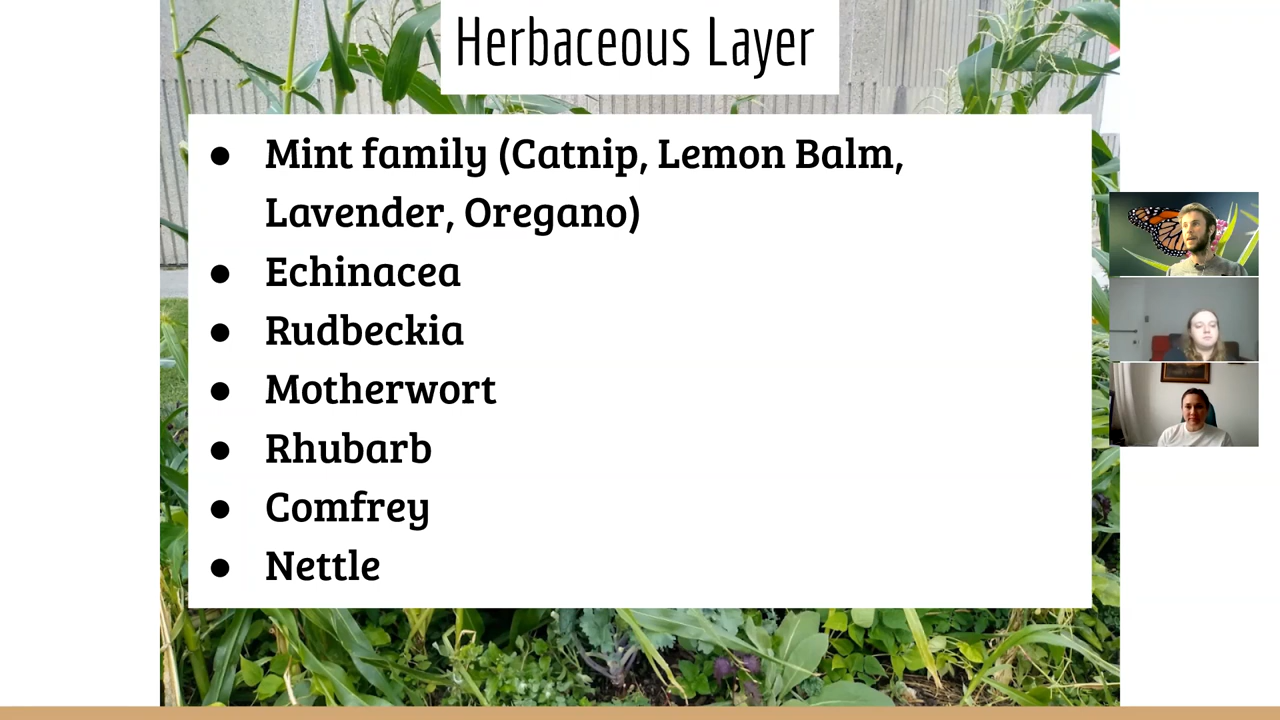 Herbaceous Layer
● Mint family (Catnip, Lemon Balm,
Lavender, Oregano)
● Echinacea
● Rudbeckia
● Motherwort
● Rhubarb
● Comfrey
● Nettle